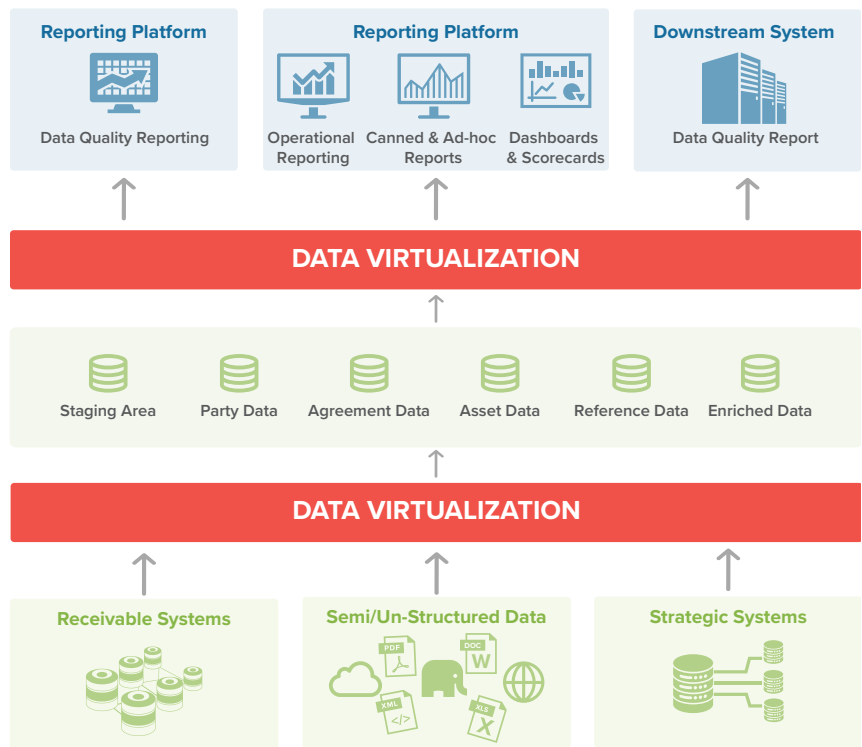 Reporting Platform
Data Quality Reporting
Reporting Platform
Operational
Reporting
Canned & Ad-hoc
Reports
Dashboards
& Scorecards
Downstream System
Data Quality Report
DATA VIRTUALIZATION
Staging Area
Party Data
Agreement Data
Asset Data
Reference Data
Enriched Data
DATA VIRTUALIZATION
Receivable Systems
Semi/Un-Structured Data
PDF
DOC
W
XML
</>
XLS
X
Strategic Systems